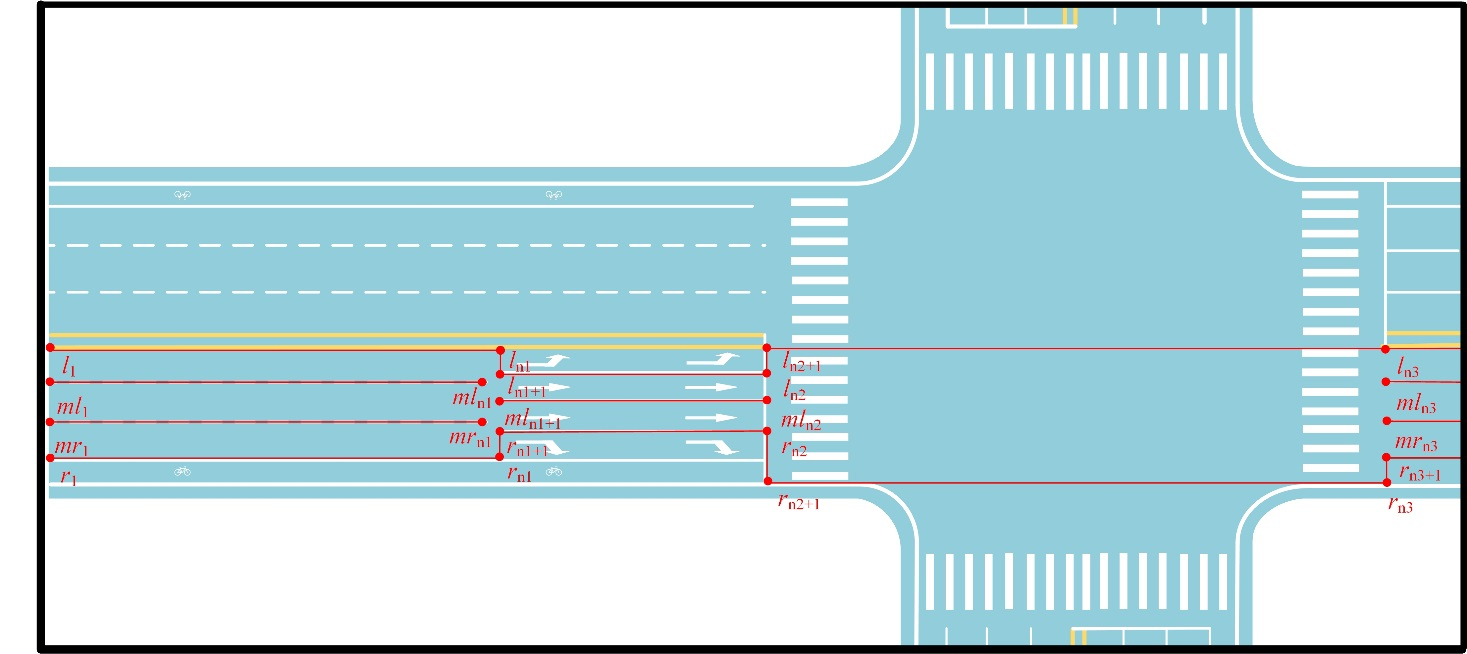 l1
ln1
ln2+1
ln3
ml1
mln1
ln1+1
ln2
mln3
mln1+1
mln2
mr1
mrn1
rn1+1
rn2
mrn3
r1
rn1
rn3+1
rn2+1
rn3